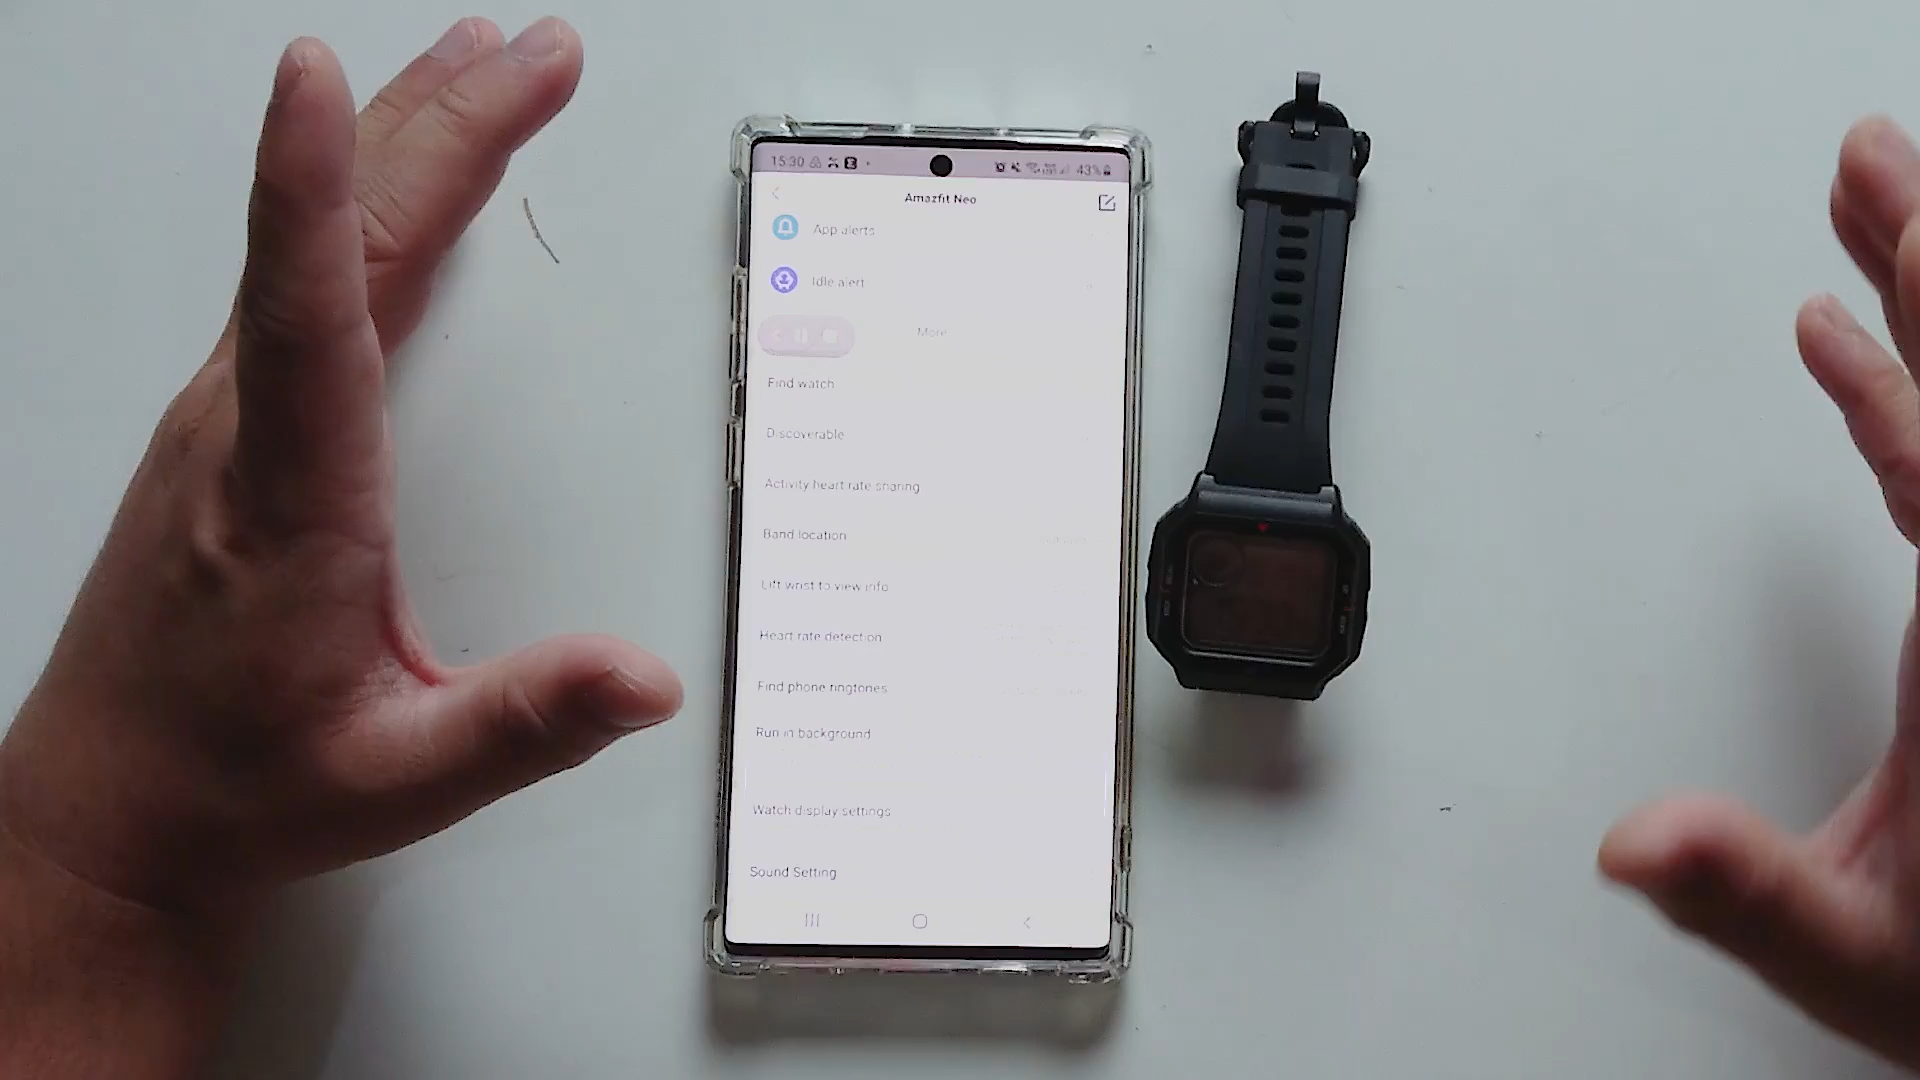 15:30 43%
Amazfit Neo
App alerts
Idle alert
More
Find watch
Discoverable
Activity heart rate sharing
Band location
Lift wrist to view info
Heart rate detection
Find phone ringtones
Run in background
Watch display settings
Sound Setting